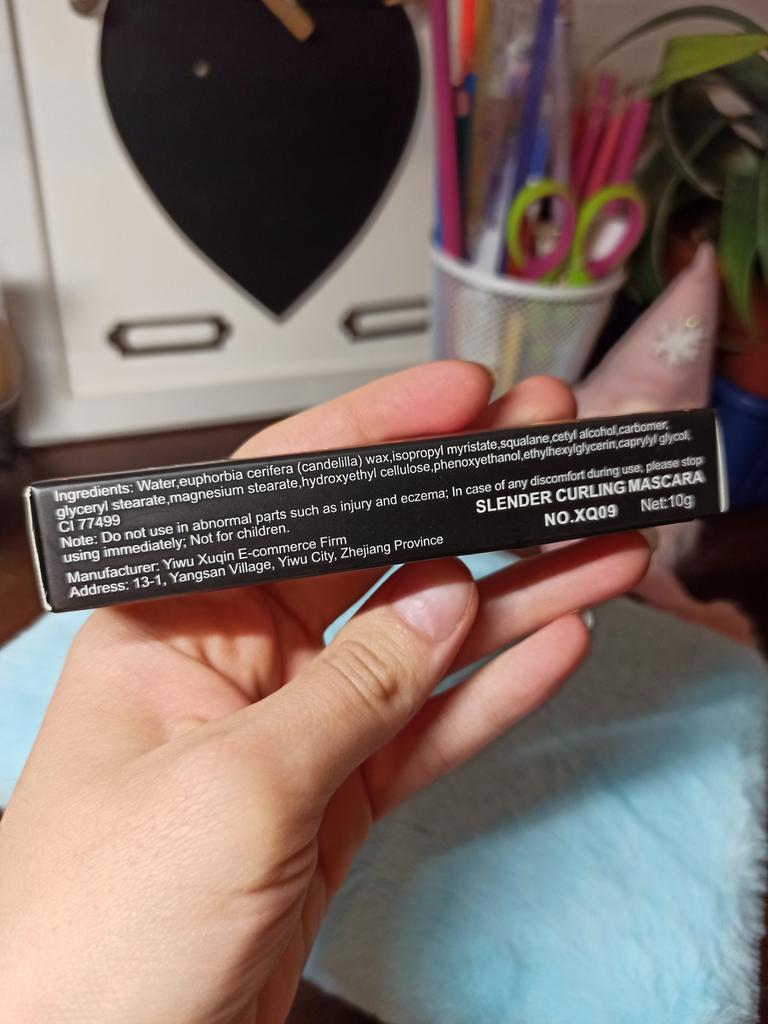 Ingredients: Water,euphorbia cerifera (candelilla) wax,isopropyl myristate,squalane,cetyl alcohol,carbomer,
glyceryl stearate,magnesium stearate,hydroxyethyl cellulose,phenoxyethanol,ethylhexylglycerin,caprylyl glycol,
CI 77499
Note: Do not use in abnormal parts such as injury and eczema; In case of any discomfort during use, please stop
using immediately; Not for children.
SLENDER CURLING MASCARA
Manufacturer: Yiwu Xuqin E-commerce Firm
NO.XQ09 Net:10g
Address: 13-1, Yangsan Village, Yiwu City, Zhejiang Province